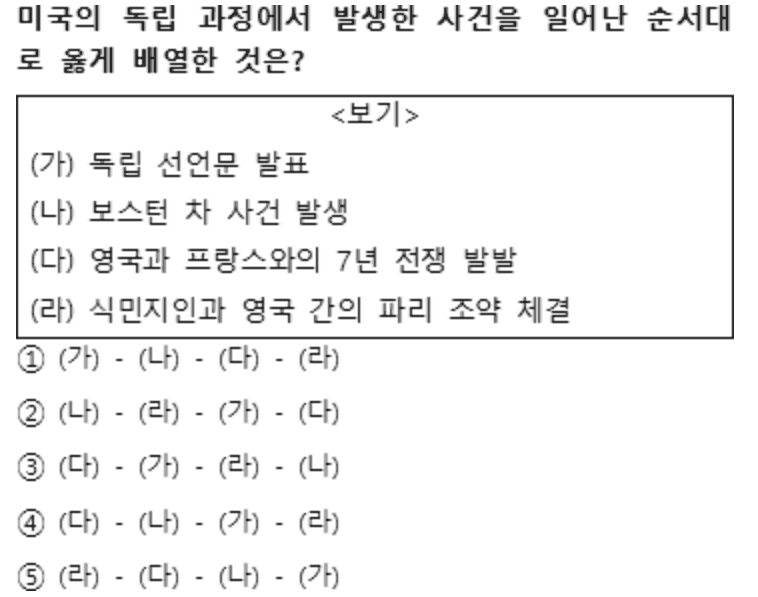 미국의 독립 과정에서 발생한 사건을 일어난 순서대
로 옳게 배열한 것은?
<보기>
(가) 독립 선언문 발표
(나) 보스턴 차 사건 발생
(다) 영국과 프랑스와의 7년 전쟁 발발
(라) 식민지인과 영국 간의 파리 조약 체결
① (가) - (나) - (다) - (라)
② (나) - (라) - (가) - (다)
③ (다) - (가) - (라) - (나)
④ (다) - (나) - (가) - (라)
⑤ (라) - (다) - (나) - (가)